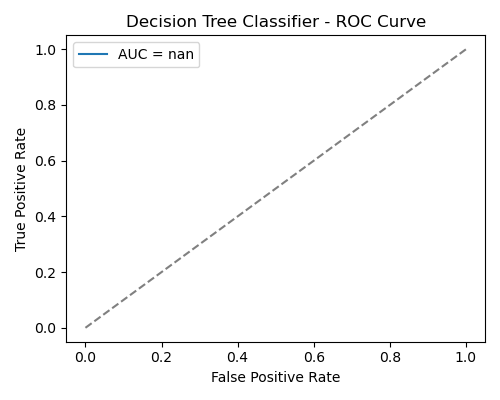 Decision Tree Classifier - ROC Curve
AUC = nan
True Positive Rate
1.0
0.8
0.6
0.4
0.2
0.0
0.0 0.2 0.4 0.6 0.8 1.0
False Positive Rate